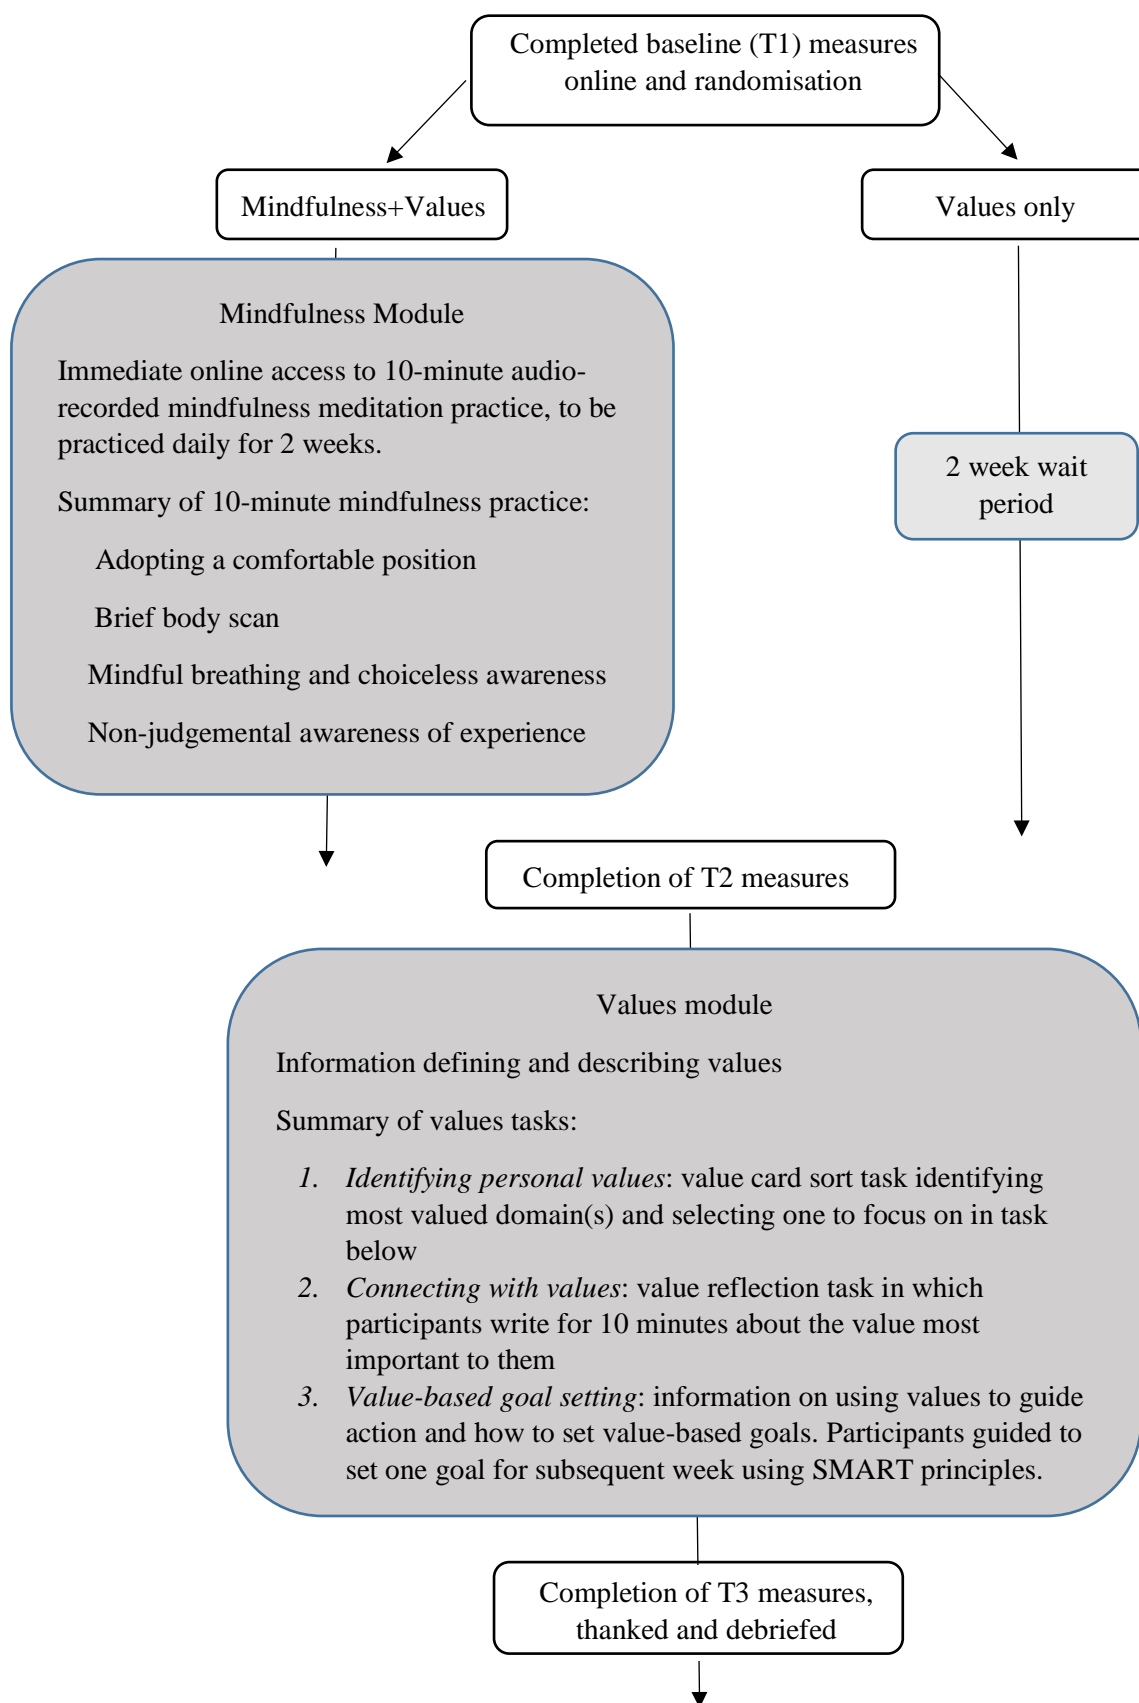 Completed baseline (T1) measures
online and randomisation
Mindfulness+Values
Values only
Mindfulness Module
Immediate online access to 10-minute audio-
recorded mindfulness meditation practice, to be
practiced daily for 2 weeks.
Summary of 10-minute mindfulness practice:
Adopting a comfortable position
Brief body scan
Mindful breathing and choiceless awareness
Non-judgemental awareness of experience
2 week wait
period
Completion of T2 measures
Values module
Information defining and describing values
Summary of values tasks:
1. Identifying personal values: value card sort task identifying
most valued domain(s) and selecting one to focus on in task
below
2. Connecting with values: value reflection task in which
participants write for 10 minutes about the value most
important to them
3. Value-based goal setting: information on using values to guide
action and how to set value-based goals. Participants guided to
set one goal for subsequent week using SMART principles.
Completion of T3 measures,
thanked and debriefed